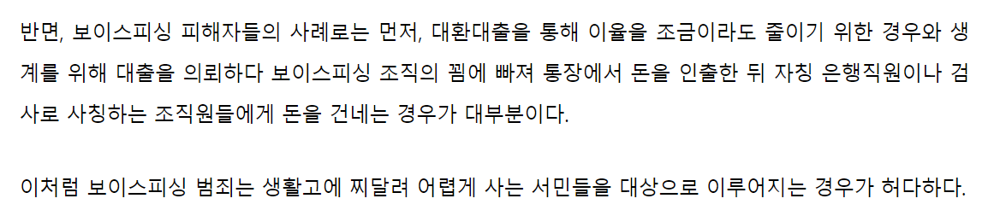 반면, 보이스피싱 피해자들의 사례로는 먼저, 대환대출을 통해 이율을 조금이라도 줄이기 위한 경우와 생
계를 위해 대출을 의뢰하다 보이스피싱 조직의 꾐에 빠져 통장에서 돈을 인출한 뒤 자칭 은행직원이나 검
사로 사칭하는 조직원들에게 돈을 건네는 경우가 대부분이다.
이처럼 보이스피싱 범죄는 생활고에 찌달려 어렵게 사는 서민들을 대상으로 이루어지는 경우가 허다하다.